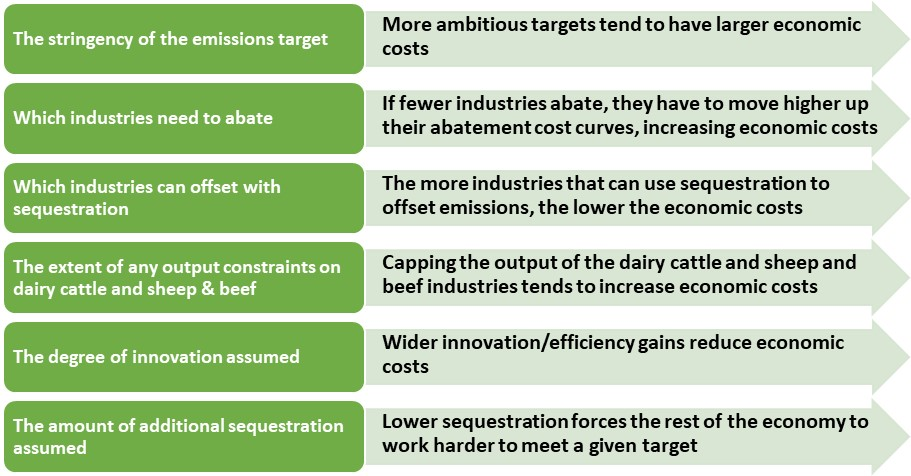 The stringency of the emissions target
More ambitious targets tend to have larger economic
costs
Which industries need to abate
If fewer industries abate, they have to move higher up
their abatement cost curves, increasing economic costs
Which industries can offset with
sequestration
The more industries that can use sequestration to
offset emissions, the lower the economic costs
The extent of any output constraints on
dairy cattle and sheep & beef
Capping the output of the dairy cattle and sheep and
beef industries tends to increase economic costs
The degree of innovation assumed
Wider innovation/efficiency gains reduce economic
costs
The amount of additional sequestration
assumed
Lower sequestration forces the rest of the economy to
work harder to meet a given target